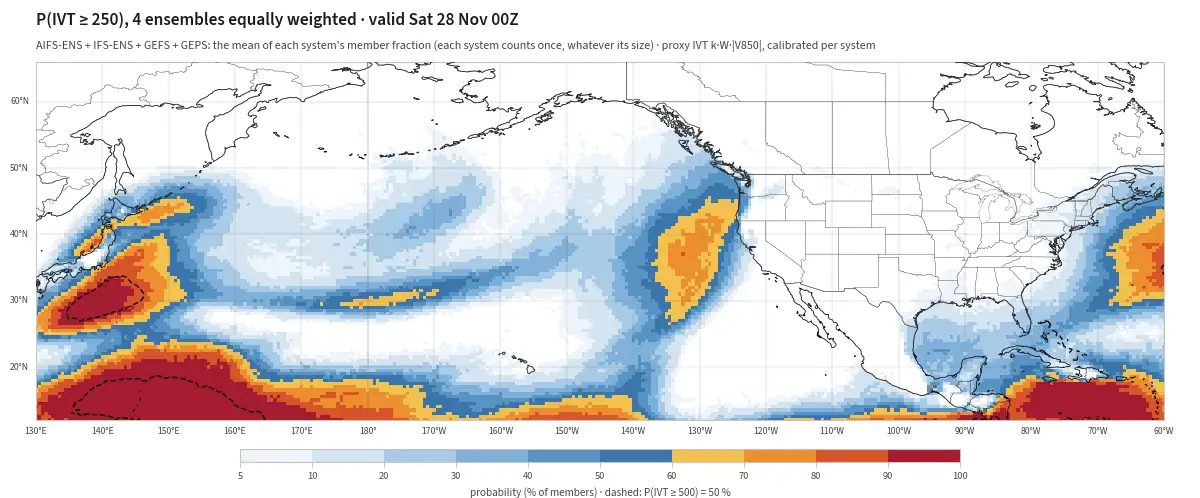 P(IVT ≥ 250), 4 ensembles equally weighted · valid Sat 28 Nov 00Z
AIFS-ENS + IFS-ENS + GEFS + GEPS: the mean of each system's member fraction (each system counts once, whatever its size) · proxy IVT k·W·|V850|, calibrated per system
60°N
50°N
40°N
30°N
20°N
130°E 140°E 150°E 160°E 170°E 180° 170°W 160°W 150°W 140°W 130°W 120°W 110°W 100°W 90°W 80°W 70°W 60°W
5 10 20 30 40 50 60 70 80 90 100
probability (% of members) · dashed: P(IVT ≥ 500) = 50 %